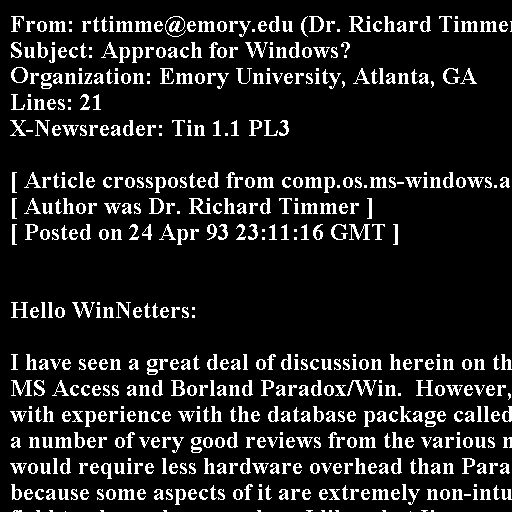 From: rttimme@emory.edu (Dr. Richard Timmer
Subject: Approach for Windows?
Organization: Emory University, Atlanta, GA
Lines: 21
X-Newsreader: Tin 1.1 PL3
[ Article crossposted from comp.os.ms-windows.a
[ Author was Dr. Richard Timmer ]
[ Posted on 24 Apr 93 23:11:16 GMT ]
Hello WinNetters:
I have seen a great deal of discussion herein on th
MS Access and Borland Paradox/Win.  However,
with experience with the database package called
a number of very good reviews from the various
would require less hardware overhead than Para
because some aspects of it are extremely non-intu